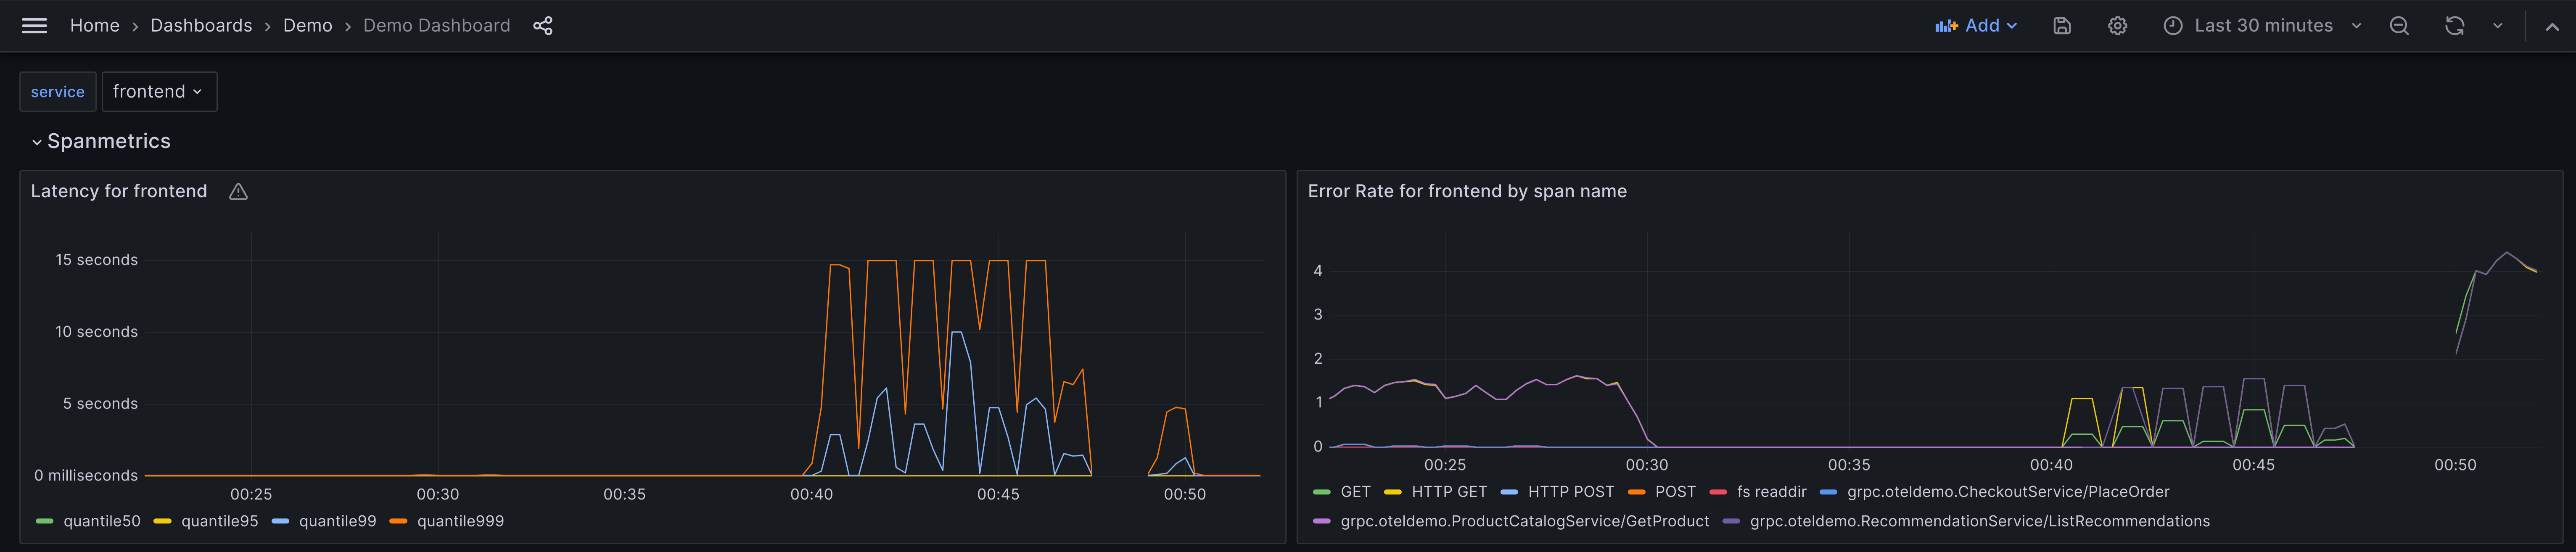 Home › Dashboards › Demo › Demo Dashboard Add Last 30 minutes
service frontend
Spanmetrics
Latency for frontend
15 seconds
10 seconds
5 seconds
0 milliseconds
00:25 00:30 00:35 00:40 00:45 00:50
quantile50 quantile95 quantile99 quantile999
Error Rate for frontend by span name
4
3
2
1
0
00:25 00:30 00:35 00:40 00:45 00:50
GET HTTP GET HTTP POST POST fs readdir grpc.oteldemo.CheckoutService/PlaceOrder
grpc.oteldemo.ProductCatalogService/GetProduct grpc.oteldemo.RecommendationService/ListRecommendations